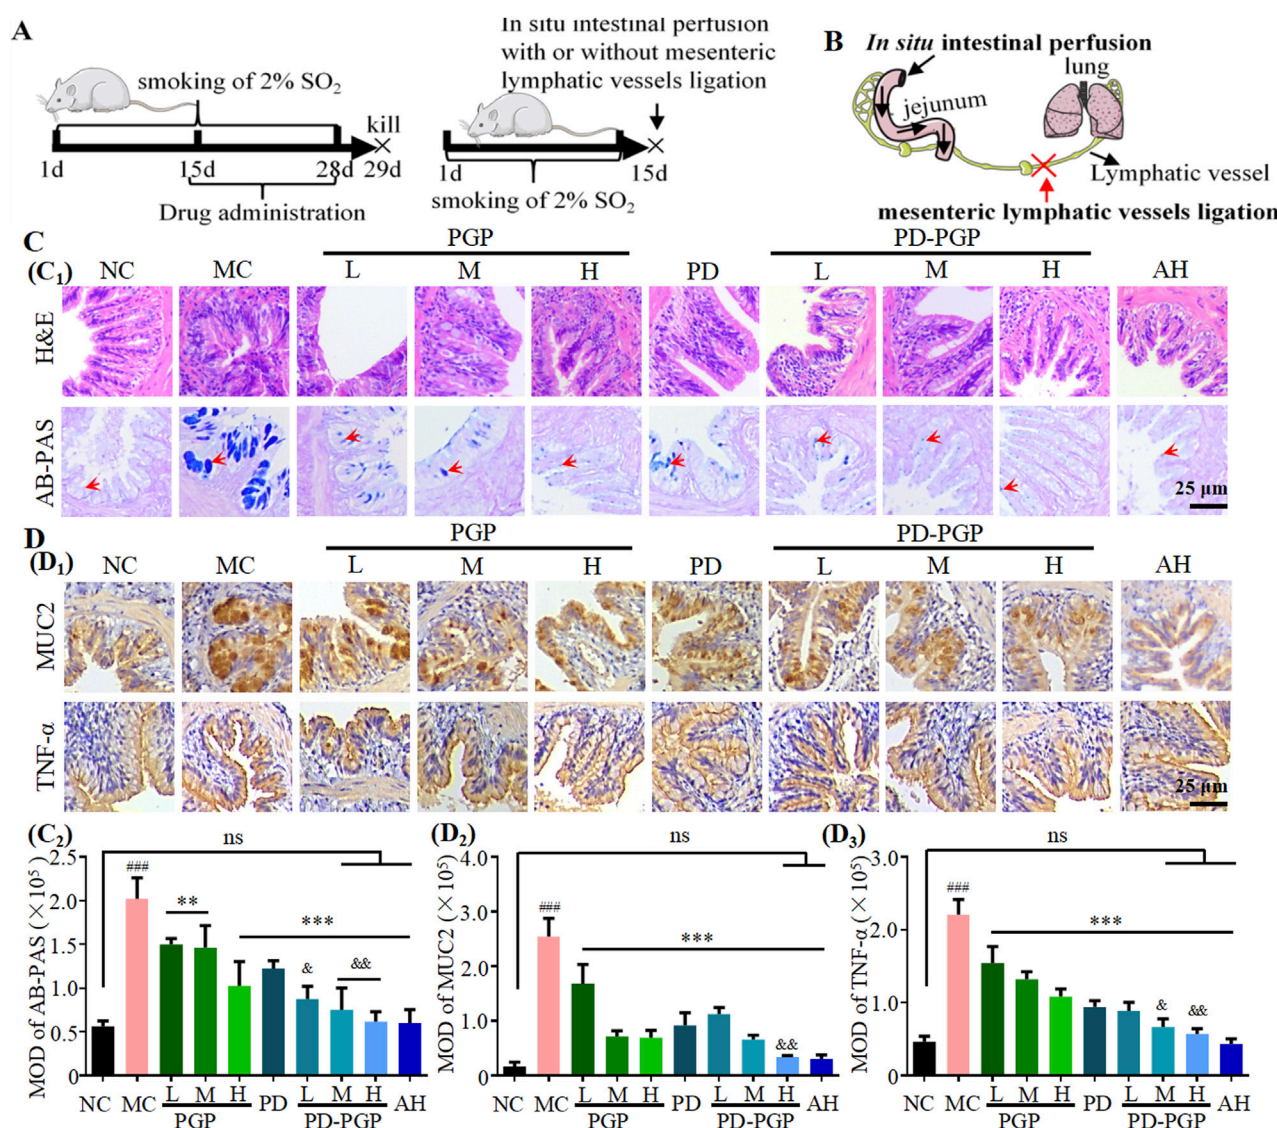 A
smoking of 2% SO₂
kill
1d 15d 28d 29d
Drug administration
In situ intestinal perfusion
with or without mesenteric
lymphatic vessels ligation
1d 15d
smoking of 2% SO₂
B
In situ intestinal perfusion
lung
jejunum
Lymphatic vessel
mesenteric lymphatic vessels ligation
C
PGP PD-PGP
(C₁) NC MC L M H PD L M H AH
H&E
AB-PAS
25 μm
D
PGP PD-PGP
(D₁) NC MC L M H PD L M H AH
MUC2
TNF-α
25 μm
(C₂)
ns
MOD of AB-PAS (×10⁵)
2.5
2.0
1.5
1.0
0.5
0
###
**
***
&
&&
NC MC L M H PD L M H AH
PGP PD-PGP
(D₂)
ns
MOD of MUC2 (×10⁵)
4.0
3.0
2.0
1.0
0
###
***
&&
NC MC L M H PD L M H AH
PGP PD-PGP
(D₃)
ns
MOD of TNF-α (×10⁵)
3.0
2.0
1.0
0
###
***
&
&&
NC MC L M H PD L M H AH
PGP PD-PGP